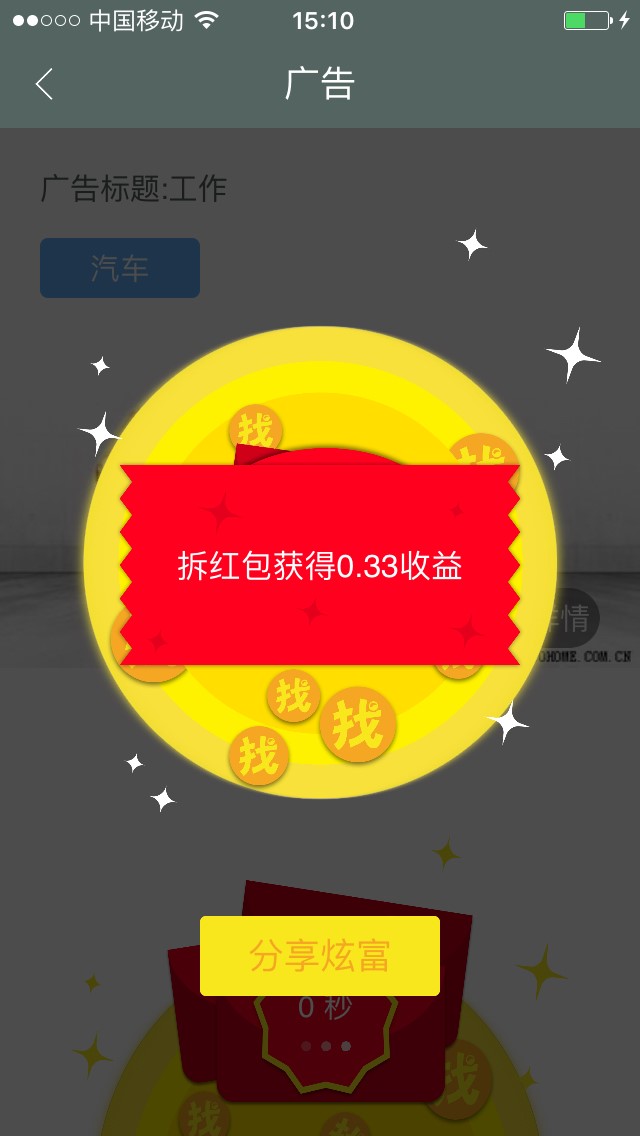 中国移动 15:10
广告
广告标题:工作
汽车
找
找
拆红包获得0.33收益
详情
OHOME.COM.CN
找
找
找
分享炫富
0 秒
找
找